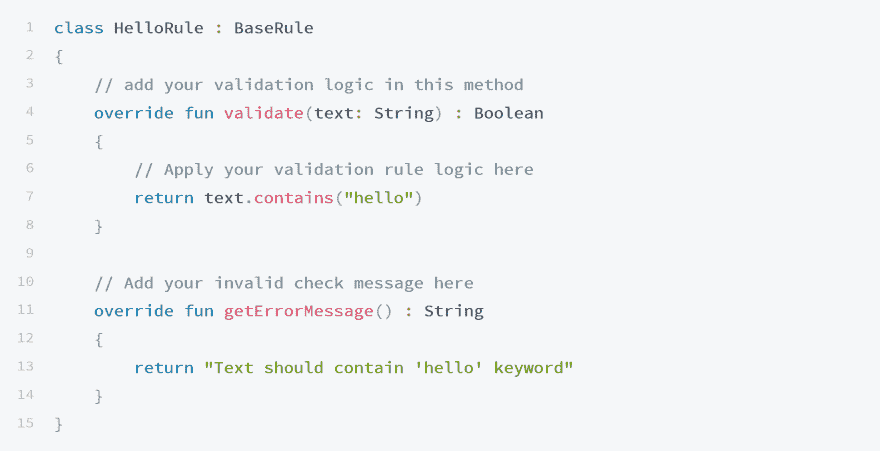 1 class HelloRule : BaseRule
2 {
3 // add your validation logic in this method
4 override fun validate(text: String) : Boolean
5 {
6 // Apply your validation rule logic here
7 return text.contains("hello")
8 }
9
10 // Add your invalid check message here
11 override fun getErrorMessage() : String
12 {
13 return "Text should contain 'hello' keyword"
14 }
15 }